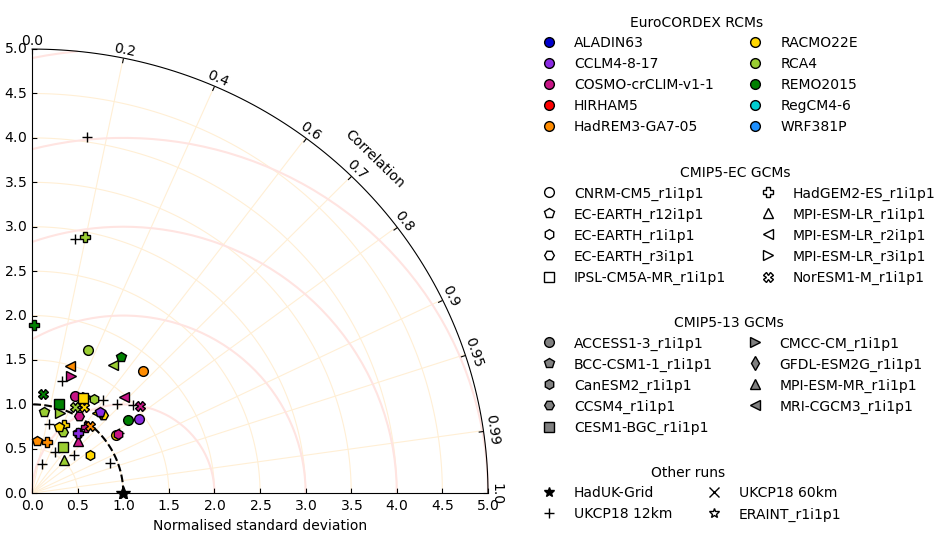 EuroCORDEX RCMs
ALADIN63
CCLM4-8-17
COSMO-crCLIM-v1-1
HIRHAM5
HadREM3-GA7-05
RACMO22E
RCA4
REMO2015
RegCM4-6
WRF381P
CMIP5-EC GCMs
CNRM-CM5_r1i1p1
EC-EARTH_r12i1p1
EC-EARTH_r1i1p1
EC-EARTH_r3i1p1
IPSL-CM5A-MR_r1i1p1
HadGEM2-ES_r1i1p1
MPI-ESM-LR_r1i1p1
MPI-ESM-LR_r2i1p1
MPI-ESM-LR_r3i1p1
NorESM1-M_r1i1p1
CMIP5-13 GCMs
ACCESS1-3_r1i1p1
BCC-CSM1-1_r1i1p1
CanESM2_r1i1p1
CCSM4_r1i1p1
CESM1-BGC_r1i1p1
CMCC-CM_r1i1p1
GFDL-ESM2G_r1i1p1
MPI-ESM-MR_r1i1p1
MRI-CGCM3_r1i1p1
Other runs
HadUK-Grid
UKCP18 12km
UKCP18 60km
ERAINT_r1i1p1
5.0
4.5
4.0
3.5
3.0
2.5
2.0
1.5
1.0
0.5
0.0
0.0
0.2
0.4
0.6
0.7
0.8
0.9
0.95
0.99
1.0
Correlation
0.0 0.5 1.0 1.5 2.0 2.5 3.0 3.5 4.0 4.5 5.0
Normalised standard deviation